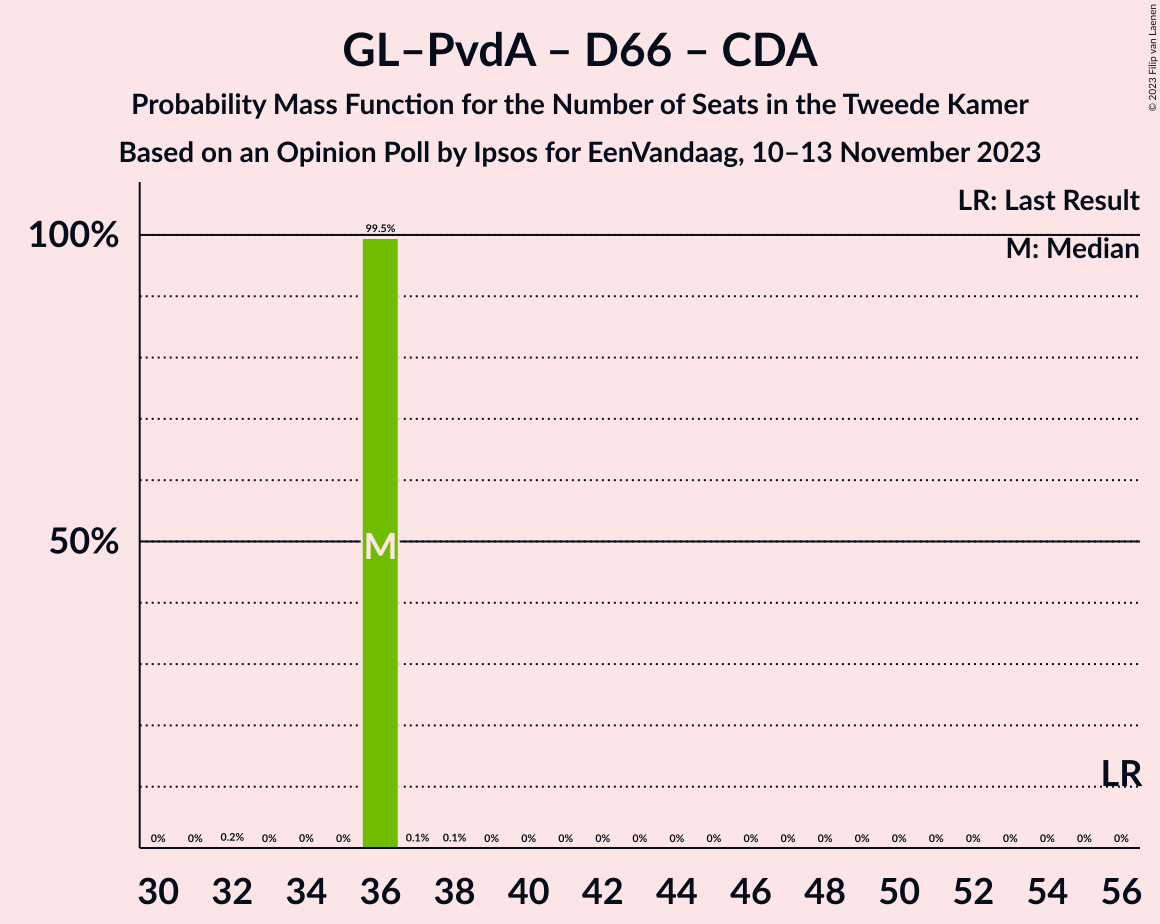 GL–PvdA – D66 – CDA
Probability Mass Function for the Number of Seats in the Tweede Kamer
Based on an Opinion Poll by Ipsos for EenVandaag, 10–13 November 2023
© 2023 Filip van Laenen
LR: Last Result
M: Median
100%
99.5%
50%
M
LR
0% 0% 0.2% 0% 0% 0% 0.1% 0.1% 0% 0% 0% 0% 0% 0% 0% 0% 0% 0% 0% 0% 0% 0% 0% 0% 0% 0%
30 32 34 36 38 40 42 44 46 48 50 52 54 56